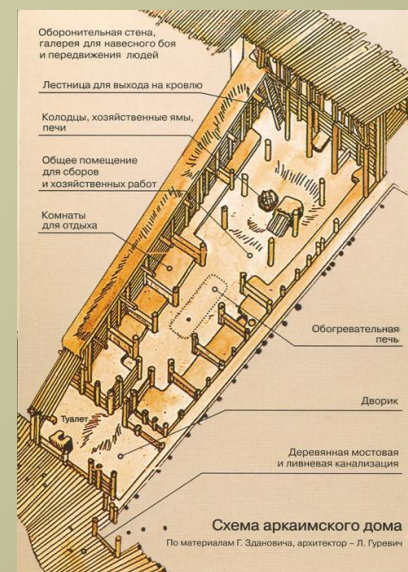 Оборонительная стена,
галерея для навесного боя
и передвижения людей
Лестница для выхода на кровлю
Колодцы, хозяйственные ямы,
печи
Общее помещение
для сборов
и хозяйственных работ
Комнаты
для отдыха
Обогревательная
печь
Дворик
Туалет
Деревянная мостовая
и ливневая канализация
Схема аркаимского дома
По материалам Г. Здановича, архитектор – Л. Гуревич